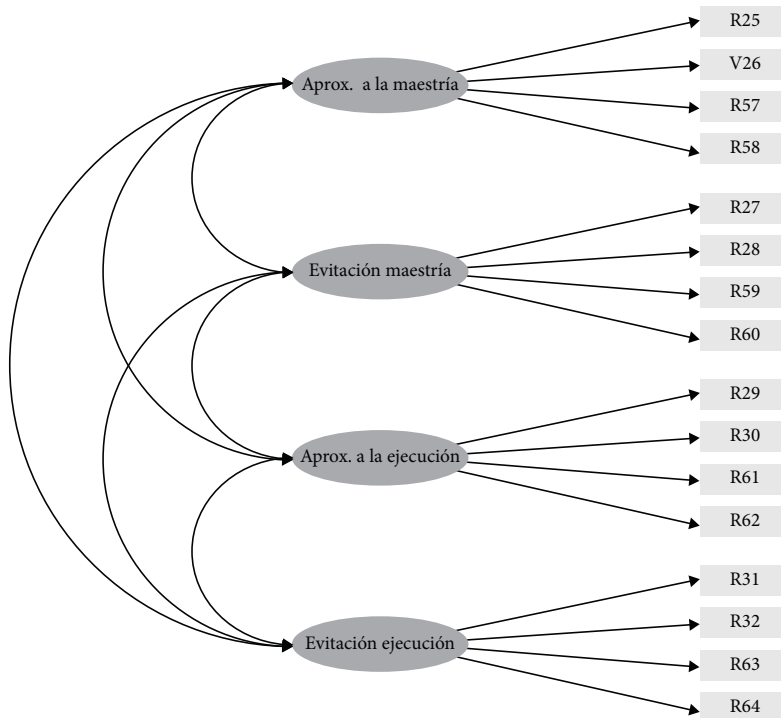 R25
Aprox. a la maestría
V26
R57
R58
R27
Evitación maestría
R28
R59
R60
R29
Aprox. a la ejecución
R30
R61
R62
R31
Evitación ejecución
R32
R63
R64